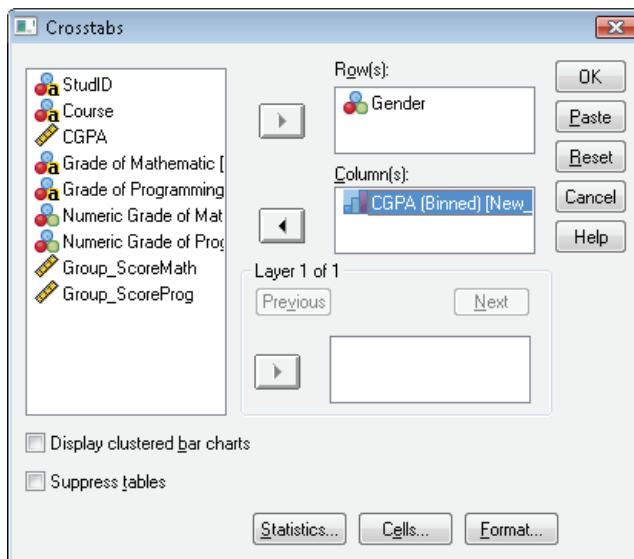 Crosstabs
StudID
Course
CGPA
Grade of Mathematic [
Grade of Programming
Numeric Grade of Mat
Numeric Grade of Prog
Group_ScoreMath
Group_ScoreProg
Row(s):
Gender
Column(s):
CGPA (Binned) [New_
Layer 1 of 1
Previous
Next
OK
Paste
Reset
Cancel
Help
Display clustered bar charts
Suppress tables
Statistics...
Cells...
Format...